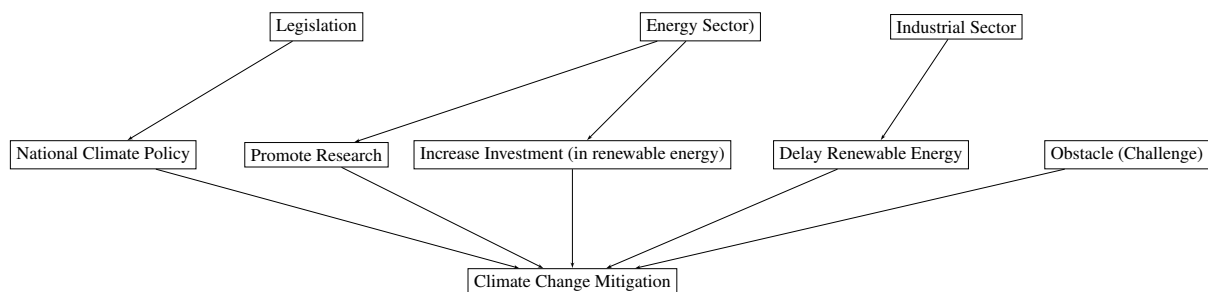 Legislation
Energy Sector)
Industrial Sector
National Climate Policy
Promote Research
Increase Investment (in renewable energy)
Delay Renewable Energy
Obstacle (Challenge)
Climate Change Mitigation